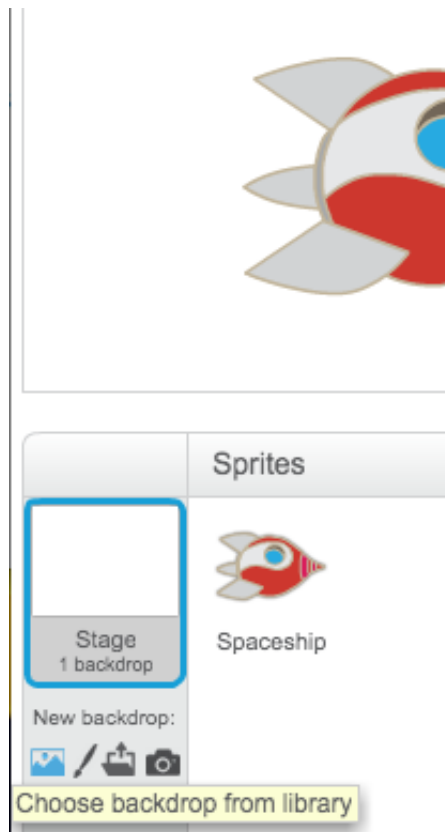 Sprites
Stage
1 backdrop
Spaceship
New backdrop:
Choose backdrop from library